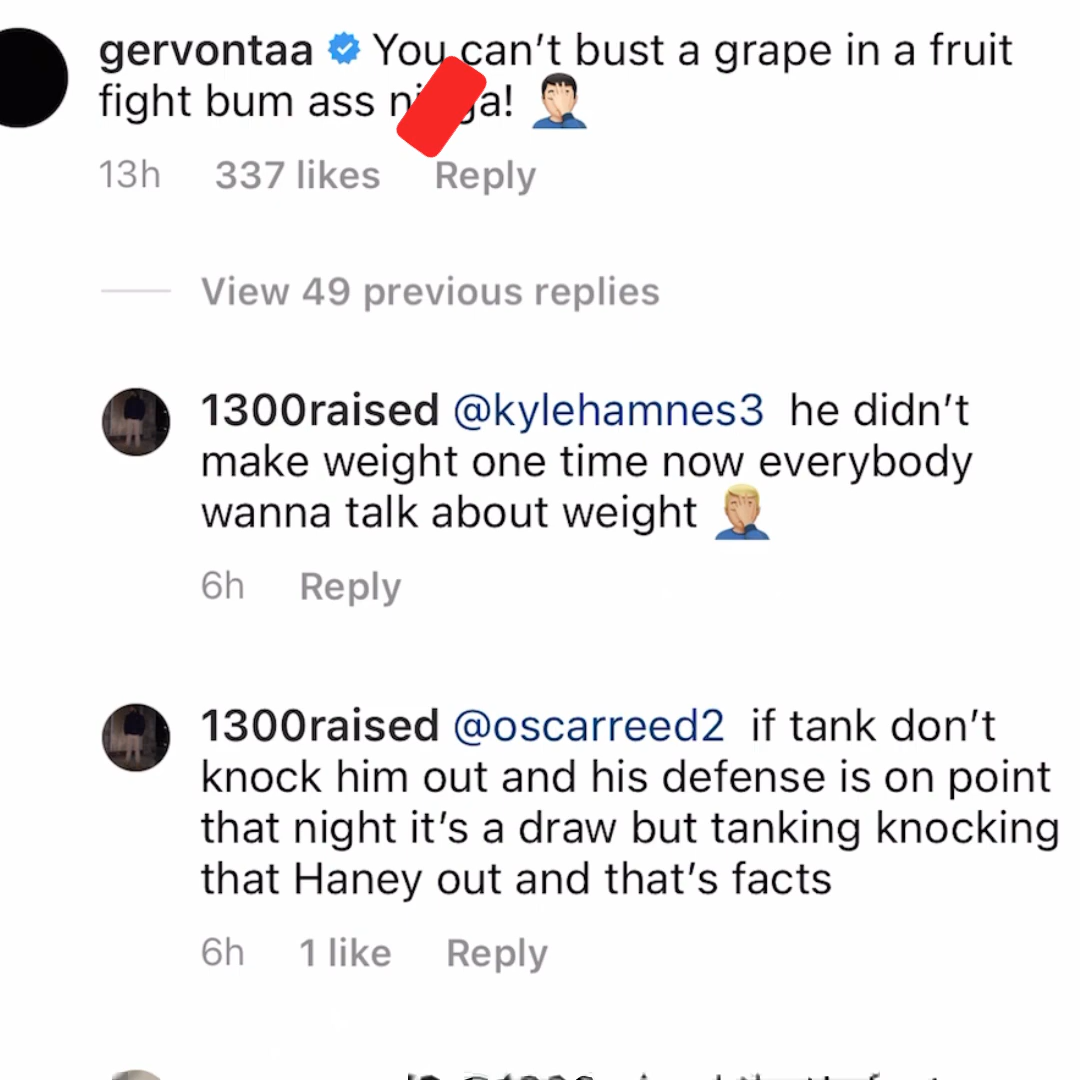 gervontaa You can't bust a grape in a fruit
fight bum ass ! 🤦🏻‍♂️
13h 337 likes Reply
View 49 previous replies
1300raised @kylehamnes3 he didn't
make weight one time now everybody
wanna talk about weight 🤦🏼‍♂️
6h Reply
1300raised @oscarreed2 if tank don't
knock him out and his defense is on point
that night it's a draw but tanking knocking
that Haney out and that's facts
6h 1 like Reply